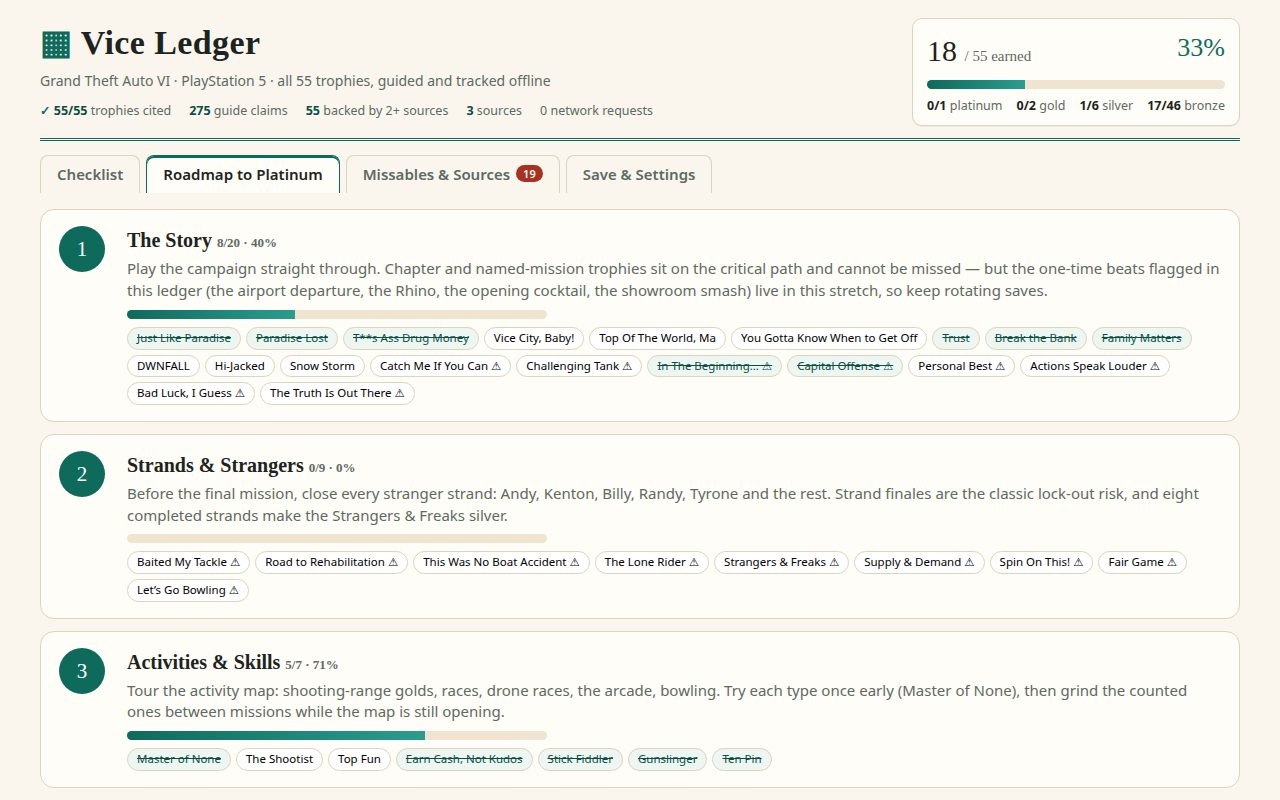 Vice Ledger
Grand Theft Auto VI · PlayStation 5 · all 55 trophies, guided and tracked offline
✓ 55/55 trophies cited 275 guide claims 55 backed by 2+ sources 3 sources 0 network requests
18 / 55 earned 33%
0/1 platinum 0/2 gold 1/6 silver 17/46 bronze
Checklist Roadmap to Platinum Missables & Sources 19 Save & Settings
1
The Story 8/20 · 40%
Play the campaign straight through. Chapter and named-mission trophies sit on the critical path and cannot be missed — but the one-time beats flagged in
this ledger (the airport departure, the Rhino, the opening cocktail, the showroom smash) live in this stretch, so keep rotating saves.
Just Like Paradise Paradise Lost T**s Ass Drug Money Vice City, Baby! Top Of The World, Ma You Gotta Know When to Get Off Trust Break the Bank Family Matters
DWNFALL Hi-Jacked Snow Storm Catch Me If You Can ⚠ Challenging Tank ⚠ In The Beginning... ⚠ Capital Offense ⚠ Personal Best ⚠ Actions Speak Louder ⚠
Bad Luck, I Guess ⚠ The Truth Is Out There ⚠
2
Strands & Strangers 0/9 · 0%
Before the final mission, close every stranger strand: Andy, Kenton, Billy, Randy, Tyrone and the rest. Strand finales are the classic lock-out risk, and eight
completed strands make the Strangers & Freaks silver.
Baited My Tackle ⚠ Road to Rehabilitation ⚠ This Was No Boat Accident ⚠ The Lone Rider ⚠ Strangers & Freaks ⚠ Supply & Demand ⚠ Spin On This! ⚠ Fair Game ⚠
Let's Go Bowling ⚠
3
Activities & Skills 5/7 · 71%
Tour the activity map: shooting-range golds, races, drone races, the arcade, bowling. Try each type once early (Master of None), then grind the counted
ones between missions while the map is still opening.
Master of None The Shootist Top Fun Earn Cash, Not Kudos Stick Fiddler Gunslinger Ten Pin